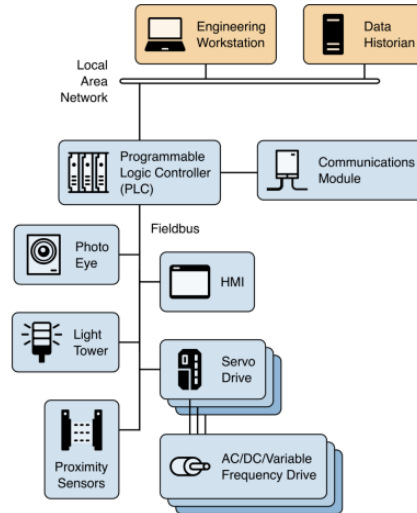 Engineering
Workstation
Data
Historian
Local
Area
Network
Programmable
Logic Controller
(PLC)
Communications
Module
Fieldbus
Photo
Eye
HMI
Light
Tower
Servo
Drive
Proximity
Sensors
AC/DC/Variable
Frequency Drive